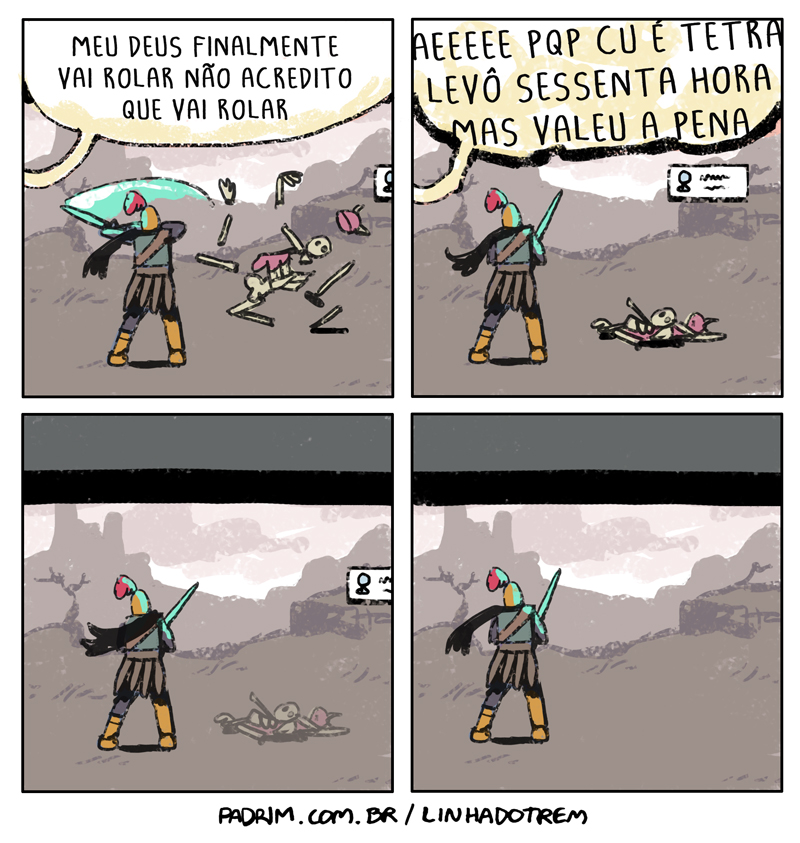 MEU DEUS FINALMENTE
VAI ROLAR NÃO ACREDITO
QUE VAI ROLAR
AEEEEE PQP CU É TETRA
LEVÔ SESSENTA HORA
MAS VALEU A PENA
PADRIM.COM.BR / LINHADOTREM